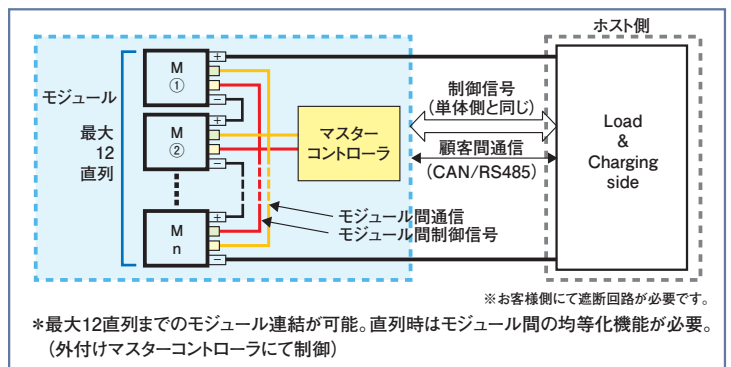 ホスト側
モジュール
最大
12
直列
+
M
①
−
+
M
②
−
+
M
n
−
マスター
コントローラ
制御信号
(単体側と同じ)
顧客間通信
(CAN/RS485)
Load
&
Charging
side
モジュール間通信
モジュール間制御信号
※お客様側にて遮断回路が必要です。
*最大12直列までのモジュール連結が可能。直列時はモジュール間の均等化機能が必要。
(外付けマスターコントローラにて制御)